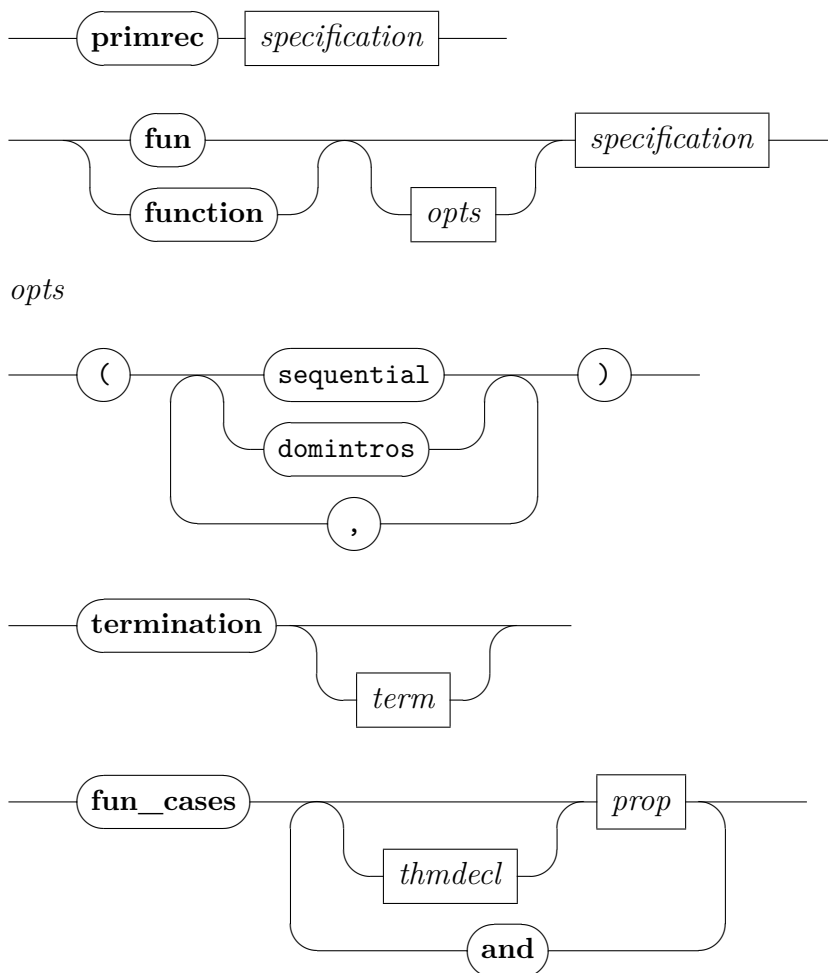 primrec specification
fun specification
function opts
opts
( sequential )
domintros
,
termination
term
fun_cases prop
thmdecl
and